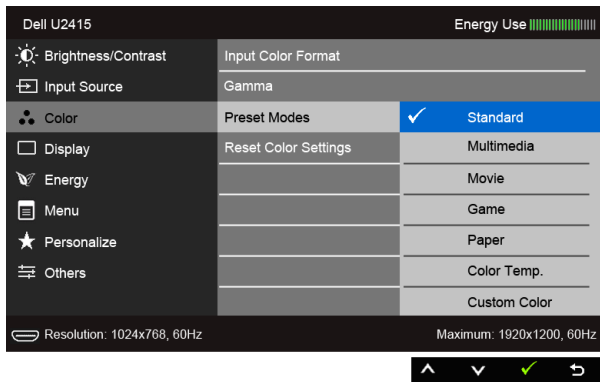 Dell U2415 Energy Use
Brightness/Contrast Input Color Format
Input Source Gamma
Color Preset Modes Standard
Display Reset Color Settings Multimedia
Energy Movie
Menu Game
Personalize Paper
Others Color Temp.
Custom Color
Resolution: 1024x768, 60Hz Maximum: 1920x1200, 60Hz